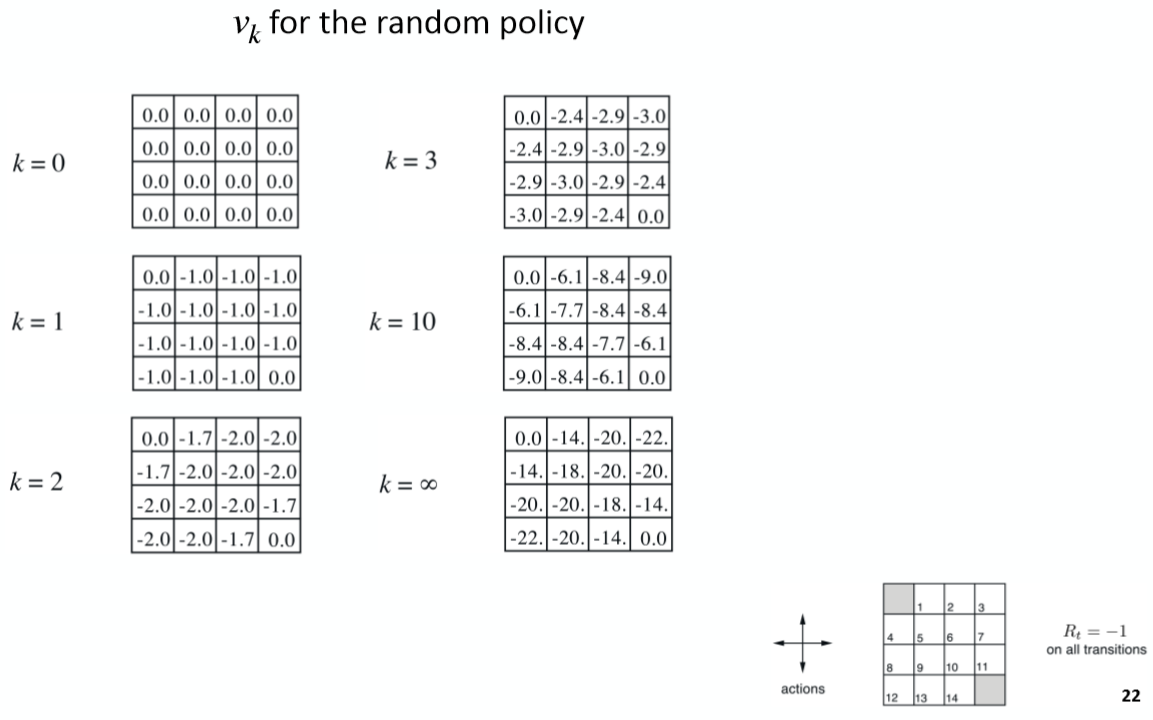 v_k for the random policy
k = 0
0.0 0.0 0.0 0.0
0.0 0.0 0.0 0.0
0.0 0.0 0.0 0.0
0.0 0.0 0.0 0.0
k = 3
0.0 -2.4 -2.9 -3.0
-2.4 -2.9 -3.0 -2.9
-2.9 -3.0 -2.9 -2.4
-3.0 -2.9 -2.4 0.0
k = 1
0.0 -1.0 -1.0 -1.0
-1.0 -1.0 -1.0 -1.0
-1.0 -1.0 -1.0 -1.0
-1.0 -1.0 -1.0 0.0
k = 10
0.0 -6.1 -8.4 -9.0
-6.1 -7.7 -8.4 -8.4
-8.4 -8.4 -7.7 -6.1
-9.0 -8.4 -6.1 0.0
k = 2
0.0 -1.7 -2.0 -2.0
-1.7 -2.0 -2.0 -2.0
-2.0 -2.0 -2.0 -1.7
-2.0 -2.0 -1.7 0.0
k = ∞
0.0 -14. -20. -22.
-14. -18. -20. -20.
-20. -20. -18. -14.
-22. -20. -14. 0.0
actions
1 2 3
4 5 6 7
8 9 10 11
12 13 14
R_t = −1
on all transitions
22